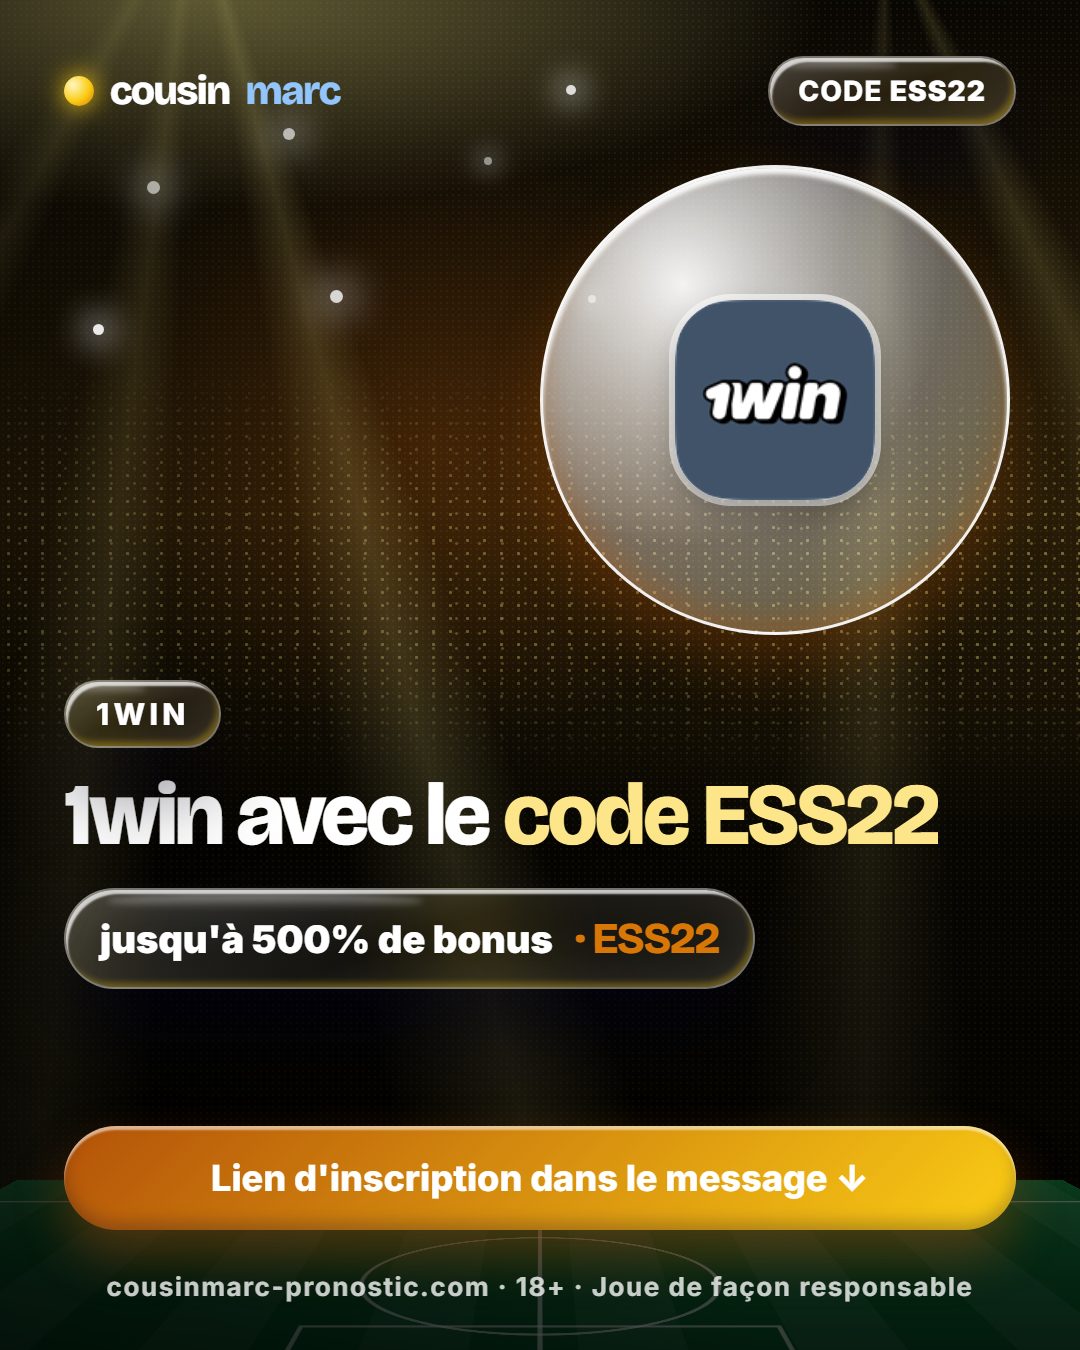 cousin marc
CODE ESS22
1win
1WIN
1win avec le code ESS22
jusqu'à 500% de bonus · ESS22
Lien d'inscription dans le message ↓
cousinmarc-pronostic.com · 18+ · Joue de façon responsable